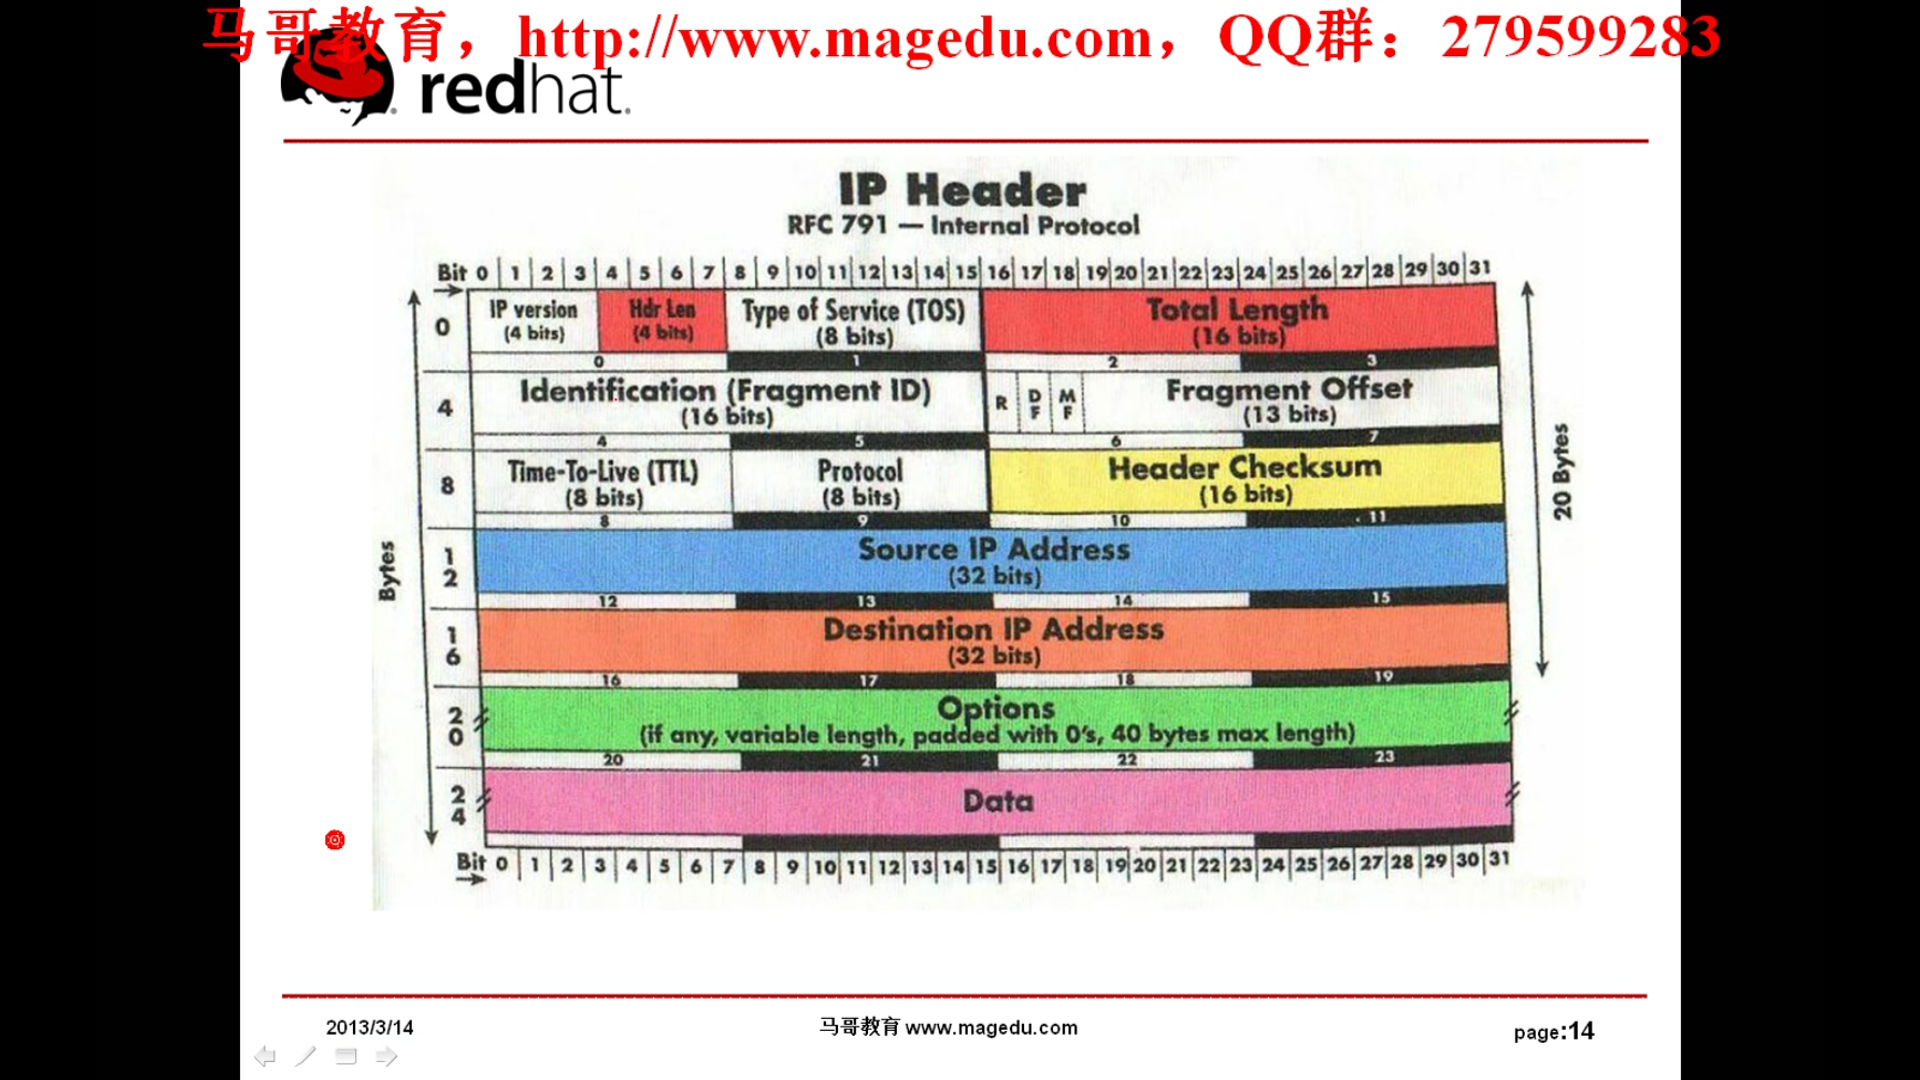 马哥教育，http://www.magedu.com，QQ群：279599283
redhat.
IP Header
RFC 791 — Internal Protocol
Bit 0 1 2 3 4 5 6 7 8 9 10 11 12 13 14 15 16 17 18 19 20 21 22 23 24 25 26 27 28 29 30 31
0
IP version
(4 bits)
Hdr Len
(4 bits)
Type of Service (TOS)
(8 bits)
Total Length
(16 bits)
0 1 2 3
4
Identification (Fragment ID)
(16 bits)
R
DF
MF
Fragment Offset
(13 bits)
4 5 6 7
8
Time-To-Live (TTL)
(8 bits)
Protocol
(8 bits)
Header Checksum
(16 bits)
8 9 10 11
12
Source IP Address
(32 bits)
12 13 14 15
16
Destination IP Address
(32 bits)
16 17 18 19
20
Options
(if any, variable length, padded with 0's, 40 bytes max length)
20 21 22 23
24
Data
Bit 0 1 2 3 4 5 6 7 8 9 10 11 12 13 14 15 16 17 18 19 20 21 22 23 24 25 26 27 28 29 30 31
Bytes
20 Bytes
2013/3/14
马哥教育 www.magedu.com
page:14